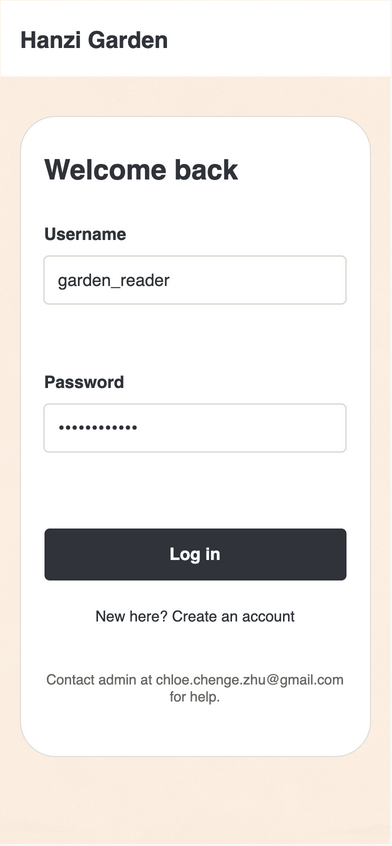 Hanzi Garden
Welcome back
Username
garden_reader
Password
••••••••••••
Log in
New here? Create an account
Contact admin at chloe.chenge.zhu@gmail.com
for help.